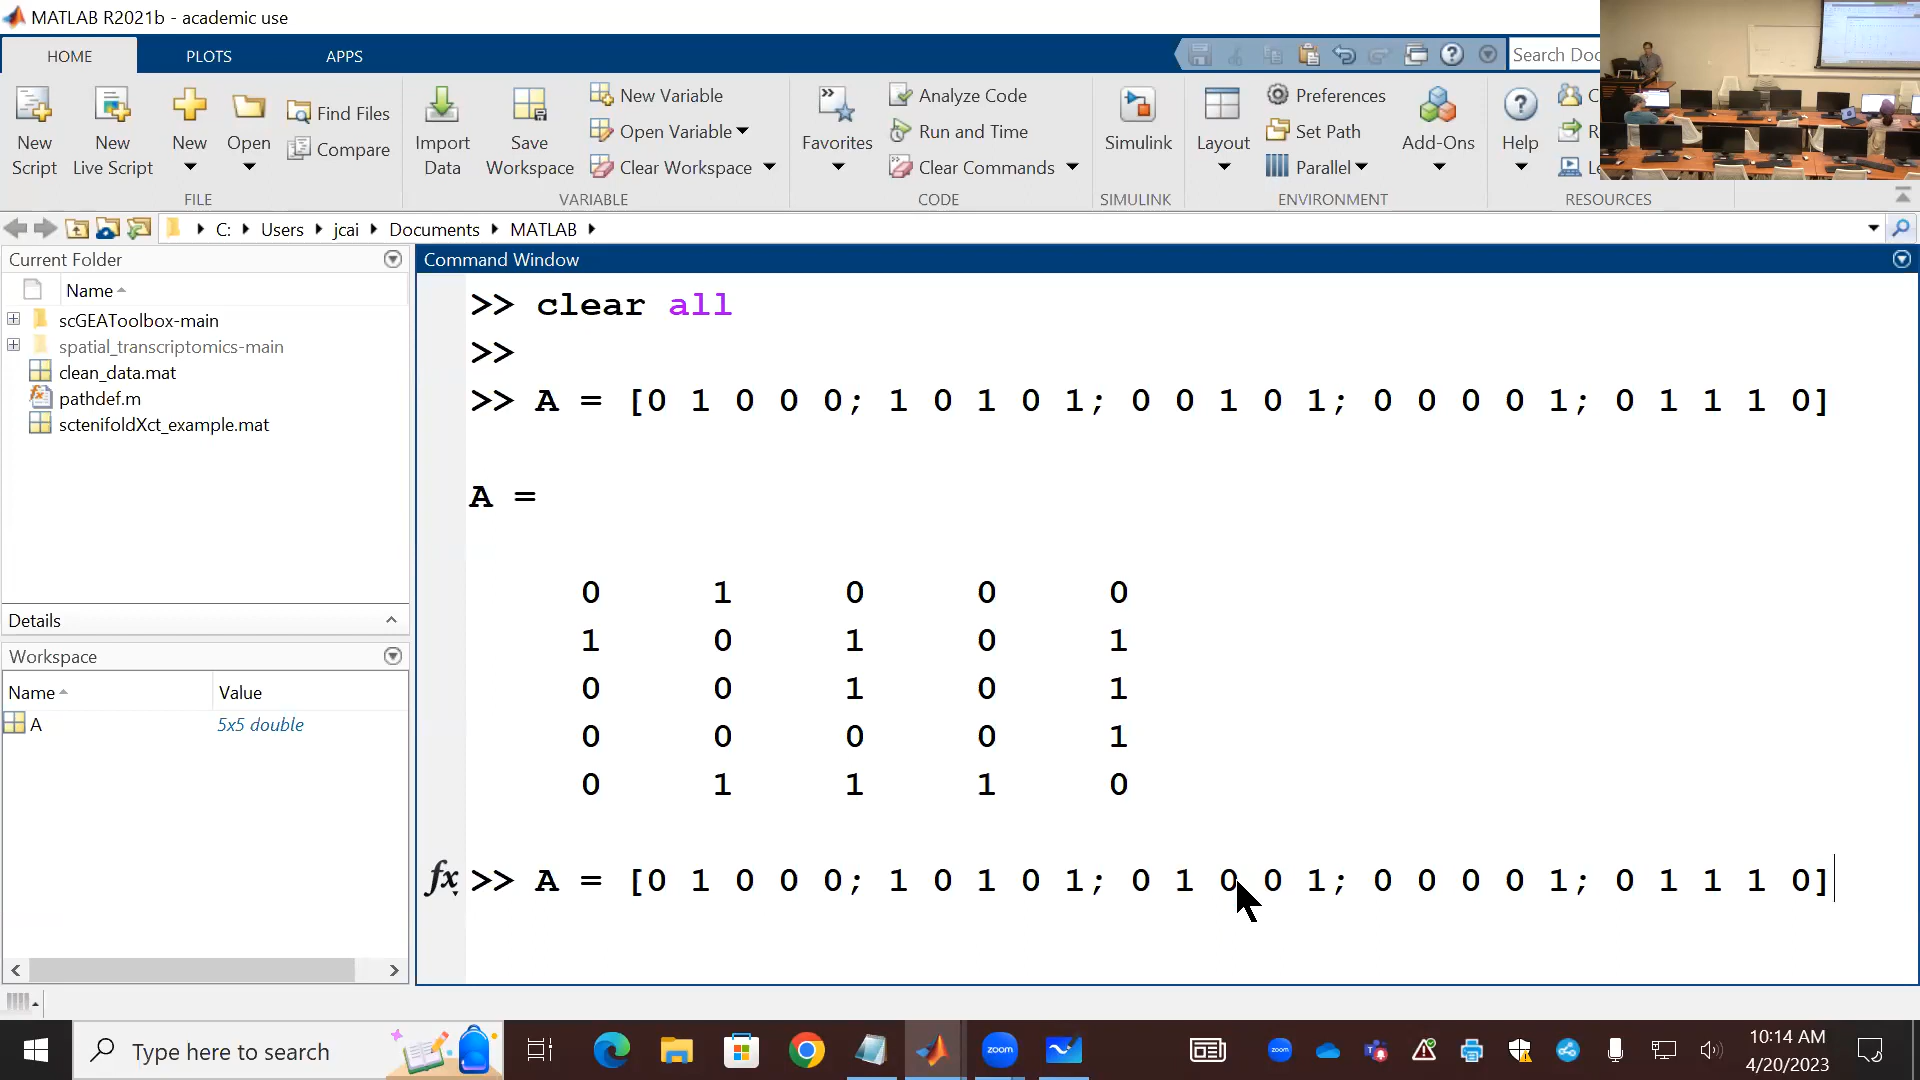 MATLAB R2021b - academic use
HOME PLOTS APPS
Search Doc
New Script
New Live Script
New
Open
Find Files
Compare
FILE
Import Data
Save Workspace
New Variable
Open Variable
Clear Workspace
VARIABLE
Favorites
Analyze Code
Run and Time
Clear Commands
CODE
Simulink
SIMULINK
Layout
Preferences
Set Path
Parallel
Add-Ons
ENVIRONMENT
Help
RESOURCES
C: Users jcai Documents MATLAB
Current Folder
Name
scGEAToolbox-main
spatial_transcriptomics-main
clean_data.mat
pathdef.m
sctenifoldXct_example.mat
Details
Workspace
Name Value
A 5x5 double
Command Window
>> clear all
>>
>> A = [0 1 0 0 0; 1 0 1 0 1; 0 0 1 0 1; 0 0 0 0 1; 0 1 1 1 0]
A =
0 1 0 0 0
1 0 1 0 1
0 0 1 0 1
0 0 0 0 1
0 1 1 1 0
fx >> A = [0 1 0 0 0; 1 0 1 0 1; 0 1 0 0 1; 0 0 0 0 1; 0 1 1 1 0]
Type here to search
zoom
zoom
10:14 AM
4/20/2023